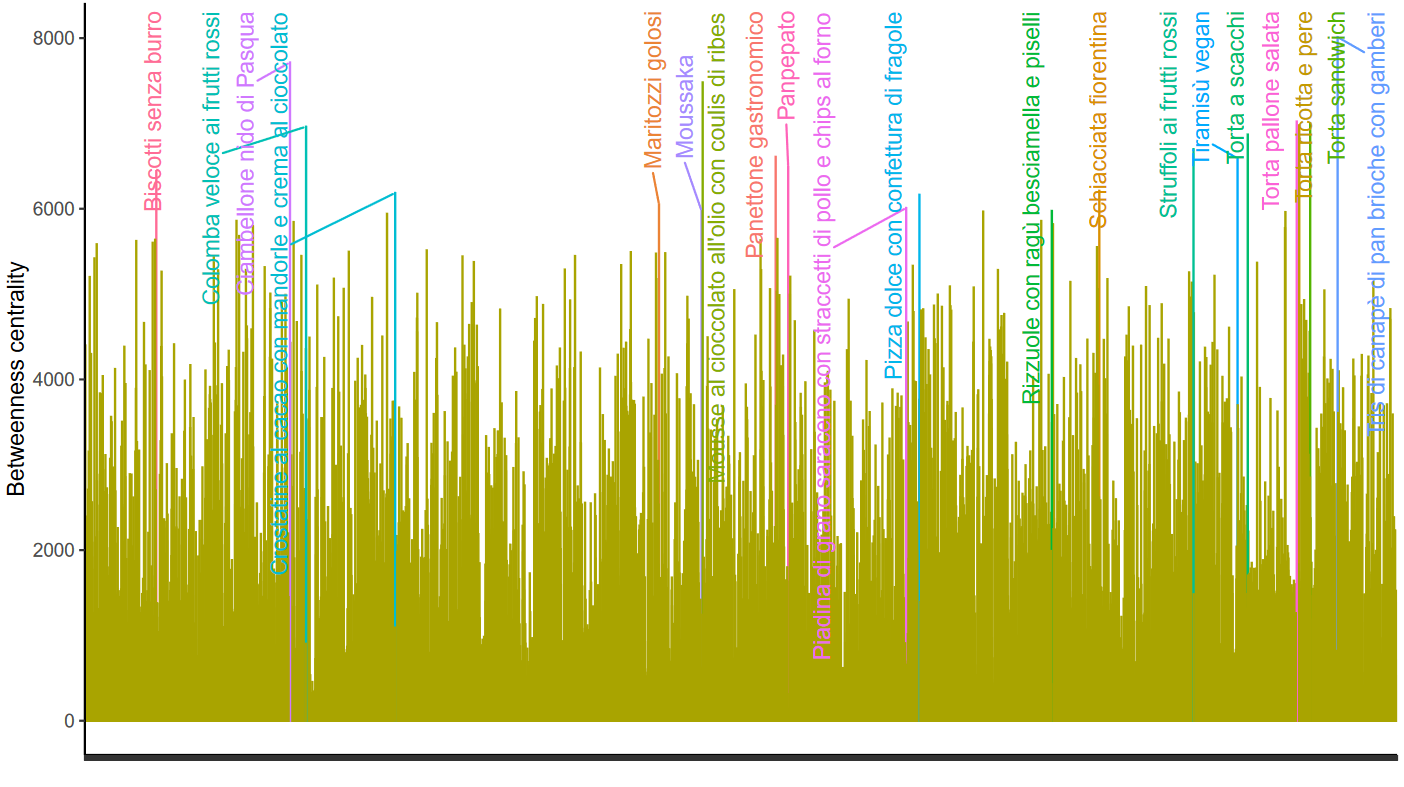 8000
6000
4000
2000
0
Betweenness centrality
Biscotti senza burro
Colomba veloce ai frutti rossi
Ciambellone nido di Pasqua
Crostatine al cacao con mandorle e crema al cioccolato
Maritozzi golosi
Moussaka
Mousse al cioccolato all'olio con coulis di ribes
Panettone gastronomico
Panpepato
Piadina di grano saraceno con straccetti di pollo e chips al forno
Pizza dolce con confettura di fragole
Rizzuole con ragù besciamella e piselli
Schiacciata fiorentina
Struffoli ai frutti rossi
Tiramisù vegan
Torta a scacchi
Torta pallone salata
Torta ricotta e pere
Torta sandwich
Tris di canapè di pan brioche con gamberi